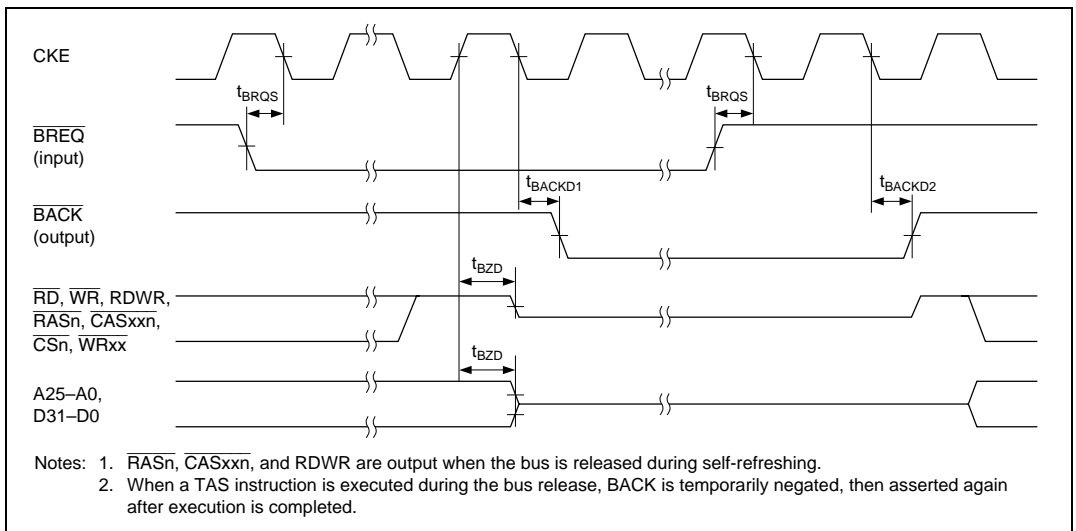 CKE
tBRQS
tBRQS
BREQ
(input)
tBACKD1
tBACKD2
BACK
(output)
tBZD
RD, WR, RDWR,
RASn, CASxxn,
CSn, WRxx
tBZD
A25–A0,
D31–D0
Notes: 1. RASn, CASxxn, and RDWR are output when the bus is released during self-refreshing.
2. When a TAS instruction is executed during the bus release, BACK is temporarily negated, then asserted again
after execution is completed.